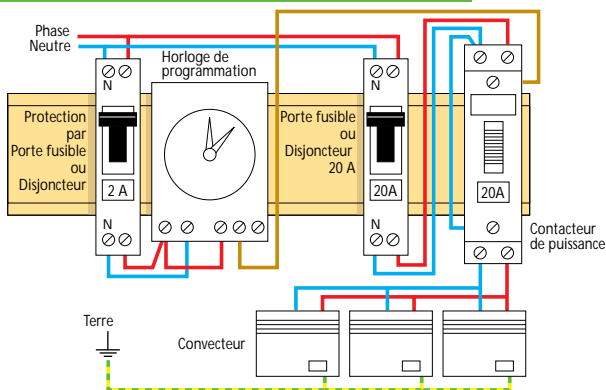 Phase
Neutre
Horloge de
programmation
N
N
Protection
par
Porte fusible
ou
Disjoncteur
2 A
Porte fusible
ou
Disjoncteur
20 A
20A
20A
N
N
Contacteur
de puissance
Terre
Convecteur